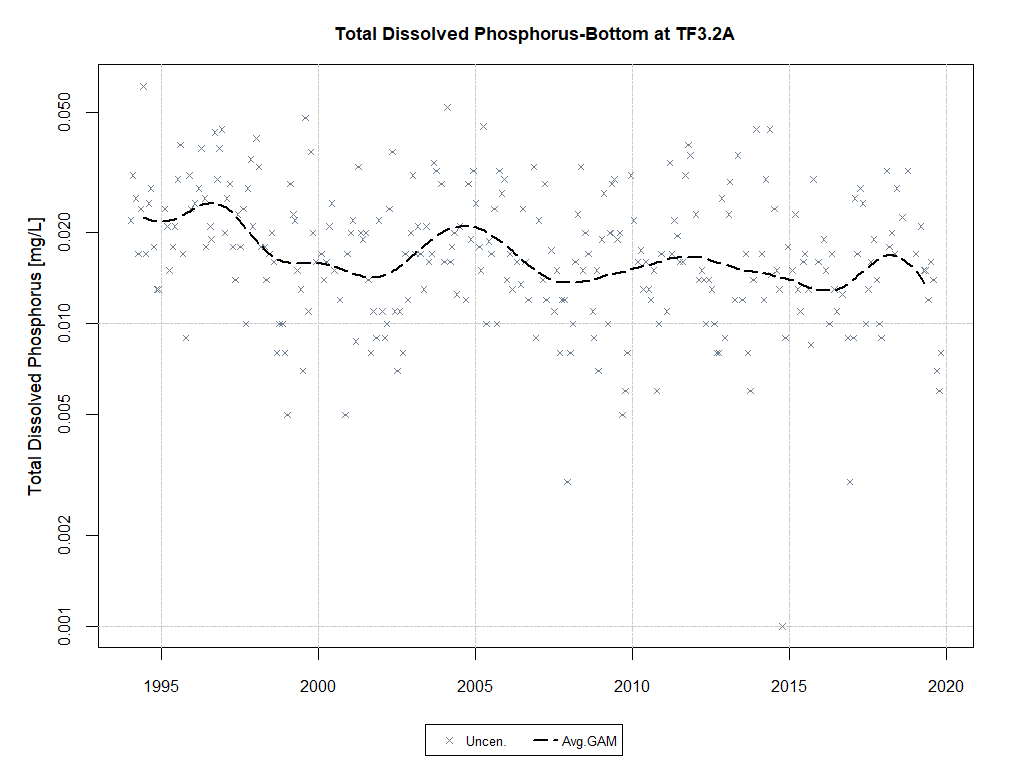 Total Dissolved Phosphorus-Bottom at TF3.2A
Total Dissolved Phosphorus [mg/L]
0.050
0.020
0.010
0.005
0.002
0.001
1995 2000 2005 2010 2015 2020
Uncen. Avg.GAM